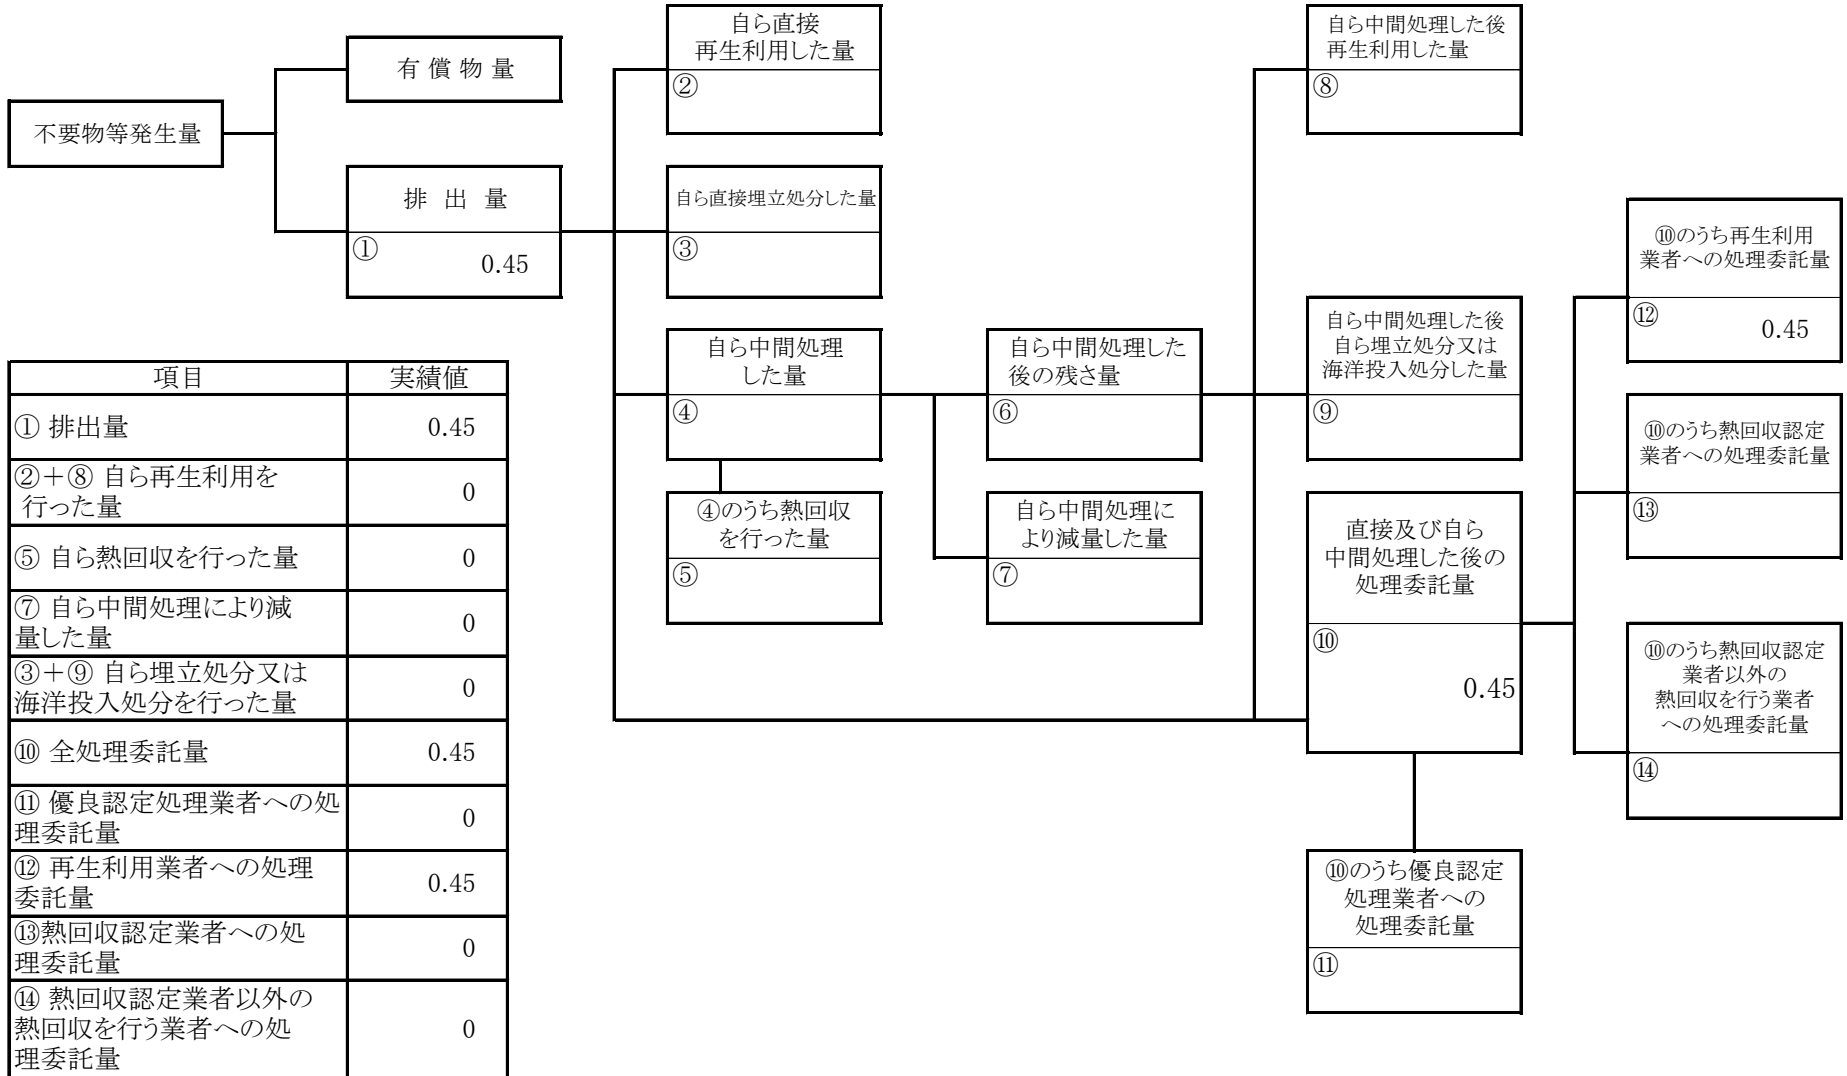 不要物等発生量
有 償 物 量
排 出 量
①
0.45
自ら直接
再生利用した量
②
自ら直接埋立処分した量
③
自ら中間処理
した量
④
④のうち熱回収
を行った量
⑤
自ら中間処理した
後の残さ量
⑥
自ら中間処理に
より減量した量
⑦
自ら中間処理した後
再生利用した量
⑧
自ら中間処理した後
自ら埋立処分又は
海洋投入処分した量
⑨
直接及び自ら
中間処理した後の
処理委託量
⑩
0.45
⑩のうち優良認定
処理業者への
処理委託量
⑪
⑩のうち再生利用
業者への処理委託量
⑫
0.45
⑩のうち熱回収認定
業者への処理委託量
⑬
⑩のうち熱回収認定
業者以外の
熱回収を行う業者
への処理委託量
⑭
項目 実績値
① 排出量 0.45
②+⑧ 自ら再生利用を
行った量 0
⑤ 自ら熱回収を行った量 0
⑦ 自ら中間処理により減
量した量 0
③+⑨ 自ら埋立処分又は
海洋投入処分を行った量 0
⑩ 全処理委託量 0.45
⑪ 優良認定処理業者への処
理委託量 0
⑫ 再生利用業者への処理
委託量 0.45
⑬熱回収認定業者への処
理委託量 0
⑭ 熱回収認定業者以外の
熱回収を行う業者への処
理委託量 0